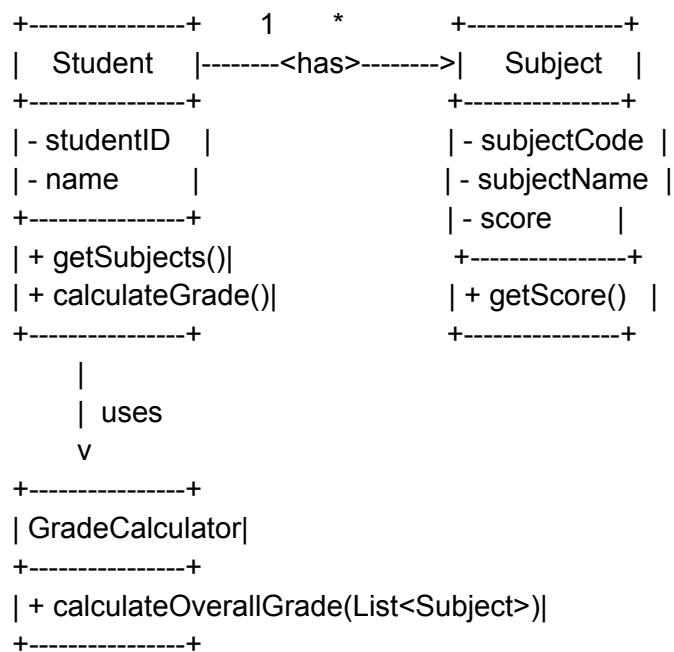 +----------------+      1      *              +----------------+
|   Student    |--------<has>-------->|     Subject    |
+----------------+                                +----------------+
| - studentID    |                               | - subjectCode  |
| - name         |                               | - subjectName  |
+----------------+                                | - score        |
| + getSubjects()|                             +----------------+
| + calculateGrade()|                       | + getScore()   |
+----------------+                                +----------------+
|
|  uses
v
+----------------+
| GradeCalculator|
+----------------+
| + calculateOverallGrade(List<Subject>)|
+----------------+